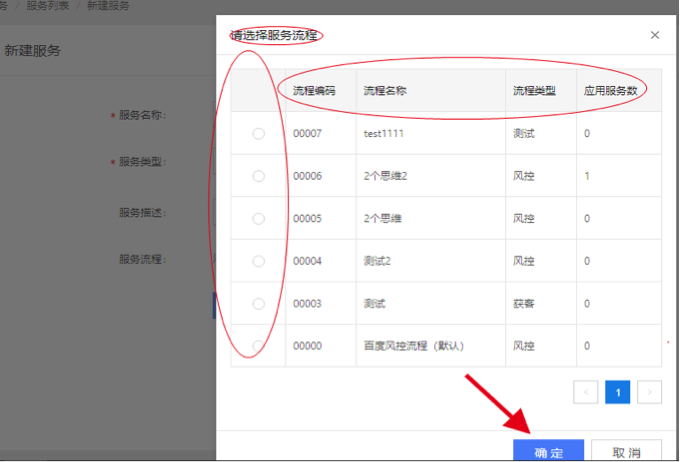 务 / 服务列表 / 新建服务
新建服务
* 服务名称:
* 服务类型:
服务描述:
服务流程:
请选择服务流程 ×
流程编码 流程名称 流程类型 应用服务数
00007 test1111 测试 0
00006 2个思维2 风控 1
00005 2个思维 风控 0
00004 测试2 风控 0
00003 测试 获客 0
00000 百度风控流程（默认） 风控 0
< 1 >
确定 取消